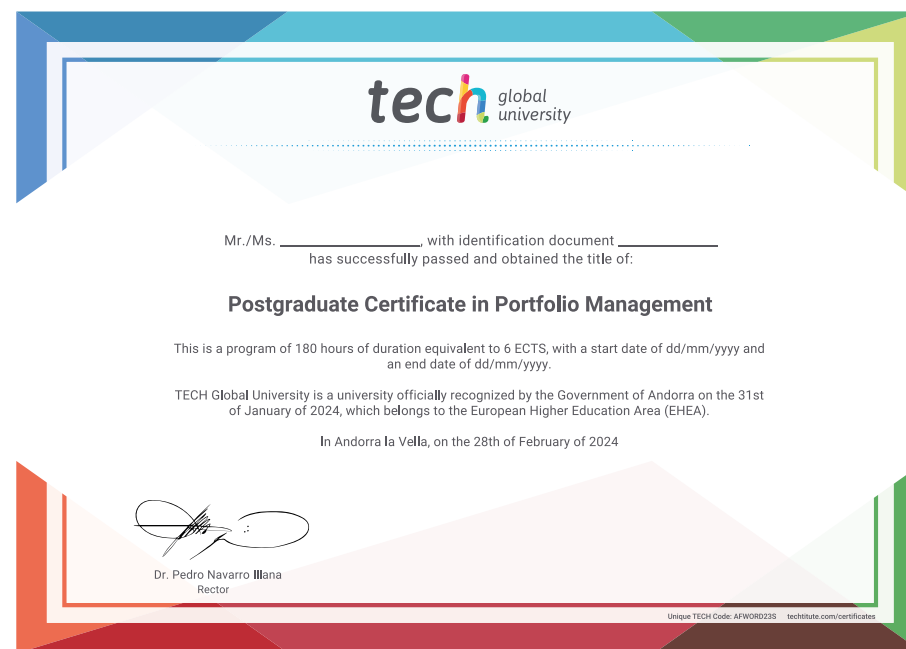 tech global
university
Mr./Ms. ____________________, with identification document ______________
has successfully passed and obtained the title of:
Postgraduate Certificate in Portfolio Management
This is a program of 180 hours of duration equivalent to 6 ECTS, with a start date of dd/mm/yyyy and
an end date of dd/mm/yyyy.
TECH Global University is a university officially recognized by the Government of Andorra on the 31st
of January of 2024, which belongs to the European Higher Education Area (EHEA).
In Andorra la Vella, on the 28th of February of 2024
Dr. Pedro Navarro Illana
Rector
Unique TECH Code: AFWORD23S techtitute.com/certificates